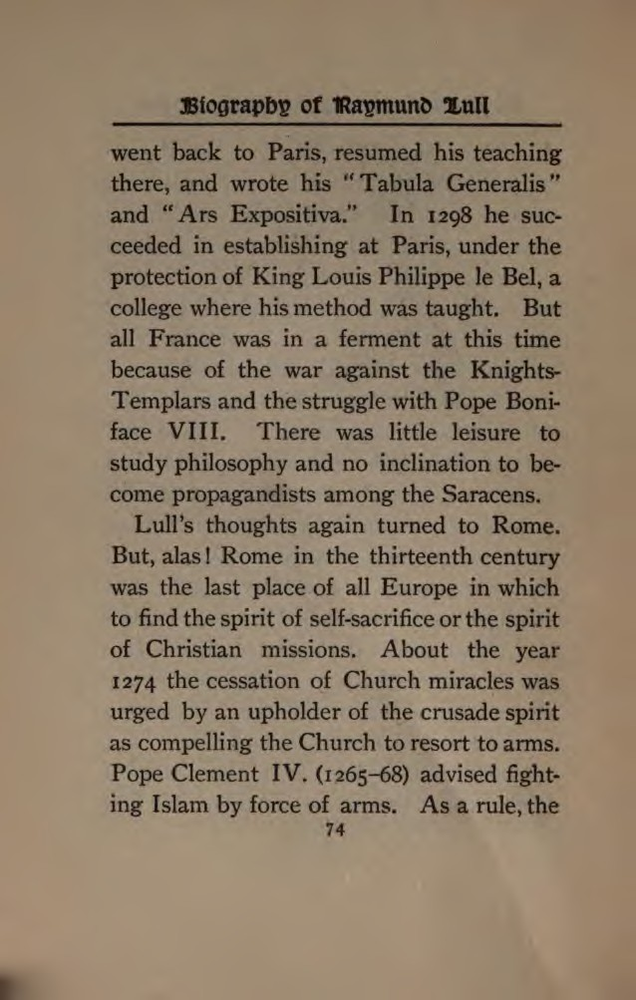 Biography of Raymund Lull
went back to Paris, resumed his teaching
there, and wrote his “Tabula Generalis”
and “Ars Expositiva.” In 1298 he suc-
ceeded in establishing at Paris, under the
protection of King Louis Philippe le Bel, a
college where his method was taught. But
all France was in a ferment at this time
because of the war against the Knights-
Templars and the struggle with Pope Boni-
face VIII. There was little leisure to
study philosophy and no inclination to be-
come propagandists among the Saracens.
Lull's thoughts again turned to Rome.
But, alas! Rome in the thirteenth century
was the last place of all Europe in which
to find the spirit of self-sacrifice or the spirit
of Christian missions. About the year
1274 the cessation of Church miracles was
urged by an upholder of the crusade spirit
as compelling the Church to resort to arms.
Pope Clement IV. (1265–68) advised fight-
ing Islam by force of arms. As a rule, the
74